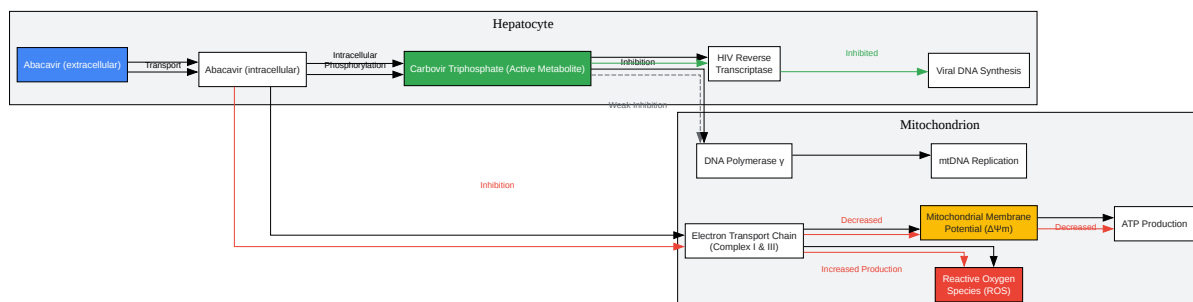 Hepatocyte
Abacavir (extracellular)
Transport
Abacavir (intracellular)
Intracellular
Phosphorylation
Carbovir Triphosphate (Active Metabolite)
Inhibition
HIV Reverse
Transcriptase
Inhibited
Viral DNA Synthesis
Weak Inhibition
Mitochondrion
DNA Polymerase γ
mtDNA Replication
Inhibition
Electron Transport Chain
(Complex I & III)
Decreased
Mitochondrial Membrane
Potential (ΔΨm)
Decreased
ATP Production
Increased Production
Reactive Oxygen
Species (ROS)